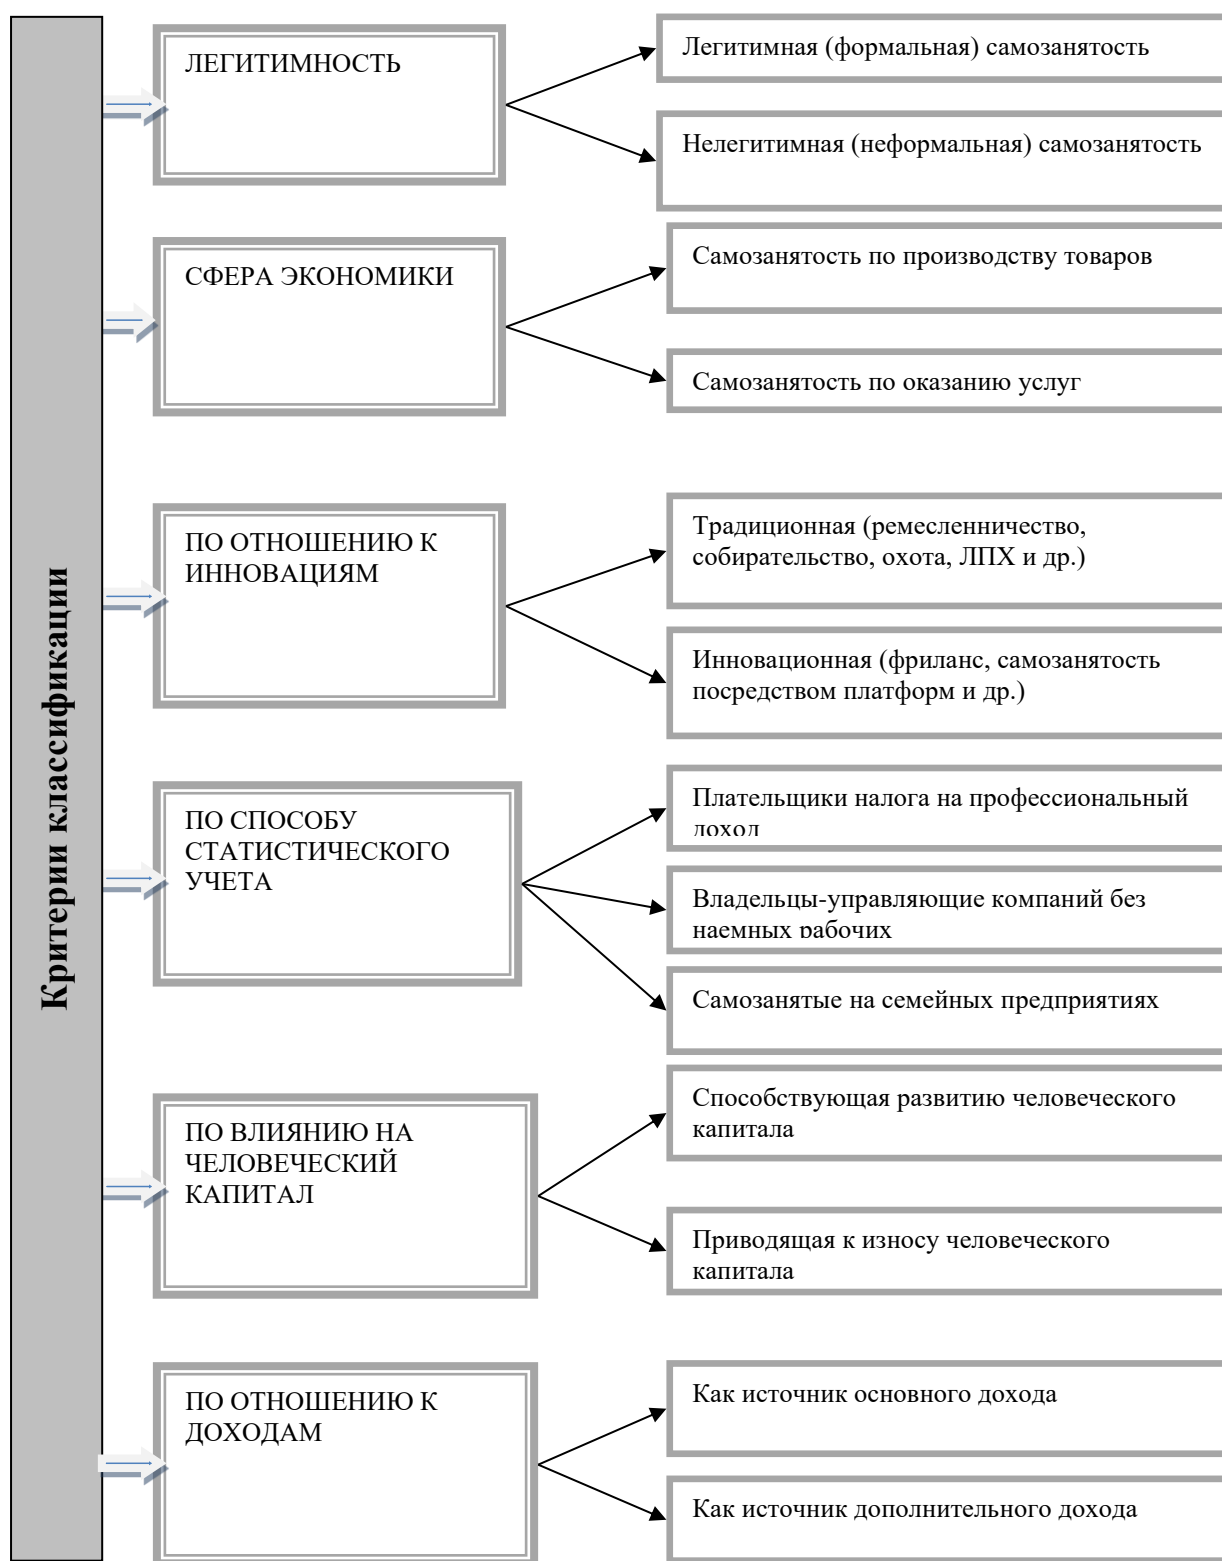 Критерии классификации
ЛЕГИТИМНОСТЬ
Легитимная (формальная) самозанятость
Нелегитимная (неформальная) самозанятость
СФЕРА ЭКОНОМИКИ
Самозанятость по производству товаров
Самозанятость по оказанию услуг
ПО ОТНОШЕНИЮ К
ИННОВАЦИЯМ
Традиционная (ремесленничество,
собирательство, охота, ЛПХ и др.)
Инновационная (фриланс, самозанятость
посредством платформ и др.)
ПО СПОСОБУ
СТАТИСТИЧЕСКОГО
УЧЕТА
Плательщики налога на профессиональный
доход
Владельцы-управляющие компаний без
наемных рабочих
Самозанятые на семейных предприятиях
ПО ВЛИЯНИЮ НА
ЧЕЛОВЕЧЕСКИЙ
КАПИТАЛ
Способствующая развитию человеческого
капитала
Приводящая к износу человеческого
капитала
ПО ОТНОШЕНИЮ К
ДОХОДАМ
Как источник основного дохода
Как источник дополнительного дохода